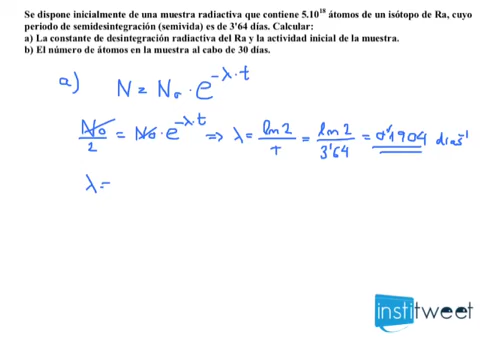 Se dispone inicialmente de una muestra radiactiva que contiene 5.10¹⁸ átomos de un isótopo de Ra, cuyo
periodo de semidesintegración (semivida) es de 3'64 días. Calcular:
a) La constante de desintegración radiactiva del Ra y la actividad inicial de la muestra.
b) El número de átomos en la muestra al cabo de 30 días.
a) N = N₀ · e^(-λ·t)
N₀/2 = N₀ · e^(-λ·t) ⇒ λ = ln 2/T = ln 2/3'64 = 0'1904 días⁻¹
λ =
institweet